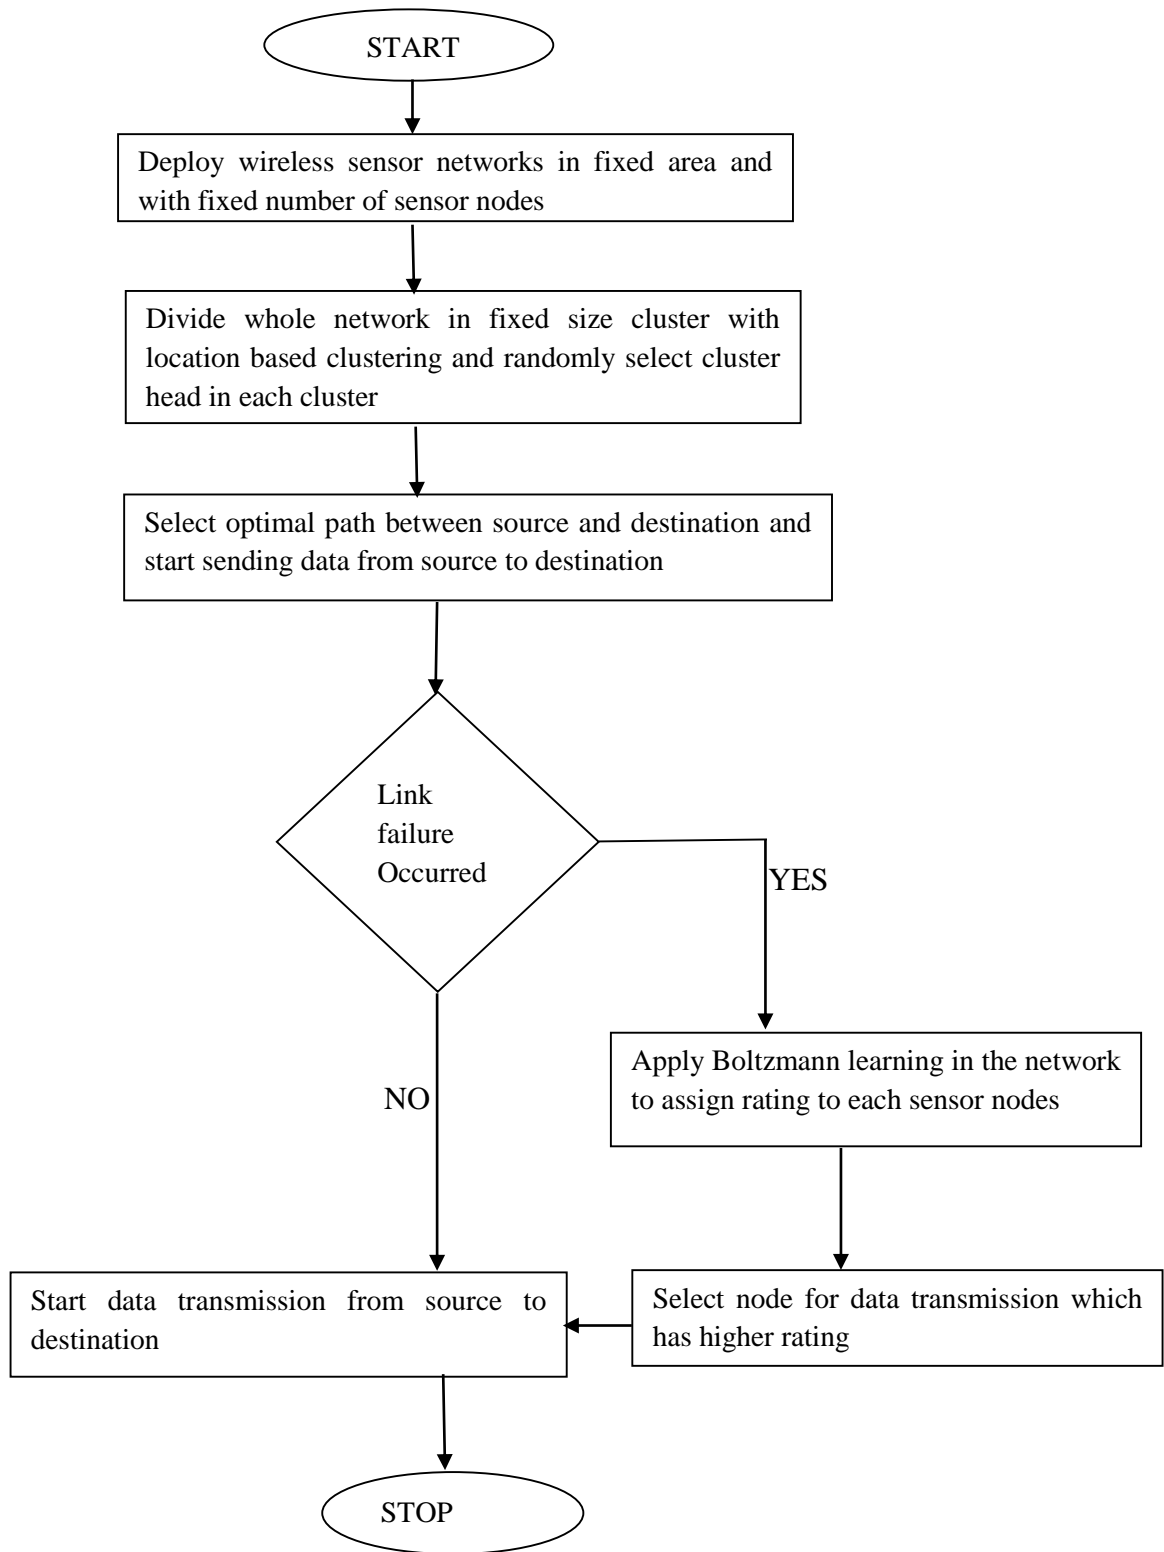 START
Deploy wireless sensor networks in fixed area and
with fixed number of sensor nodes
Divide whole network in fixed size cluster with
location based clustering and randomly select cluster
head in each cluster
Select optimal path between source and destination and
start sending data from source to destination
Link
failure
Occurred
YES
Apply Boltzmann learning in the network
to assign rating to each sensor nodes
NO
Select node for data transmission which
has higher rating
Start data transmission from source to
destination
STOP